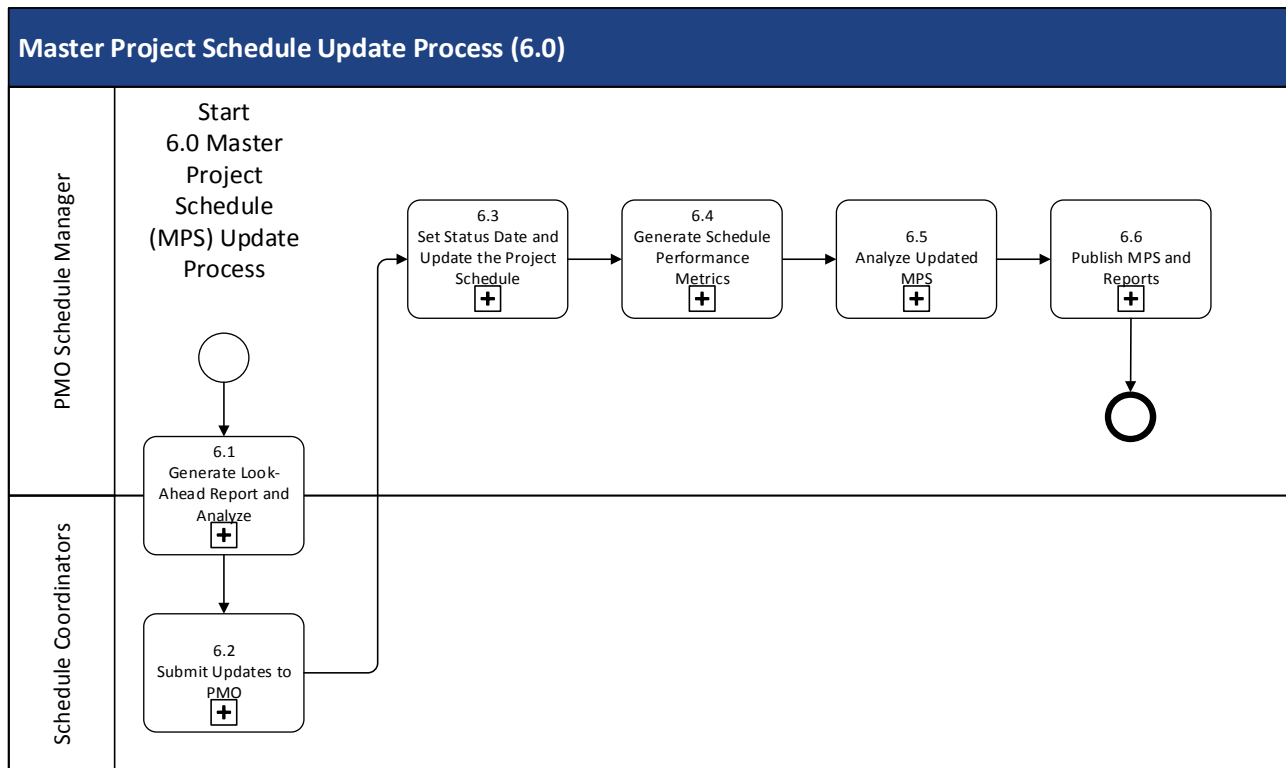 Master Project Schedule Update Process (6.0)
PMO Schedule Manager
Start
6.0 Master
Project
Schedule
(MPS) Update
Process
6.1
Generate Look-
Ahead Report and
Analyze
6.3
Set Status Date and
Update the Project
Schedule
6.4
Generate Schedule
Performance
Metrics
6.5
Analyze Updated
MPS
6.6
Publish MPS and
Reports
Schedule Coordinators
6.2
Submit Updates to
PMO